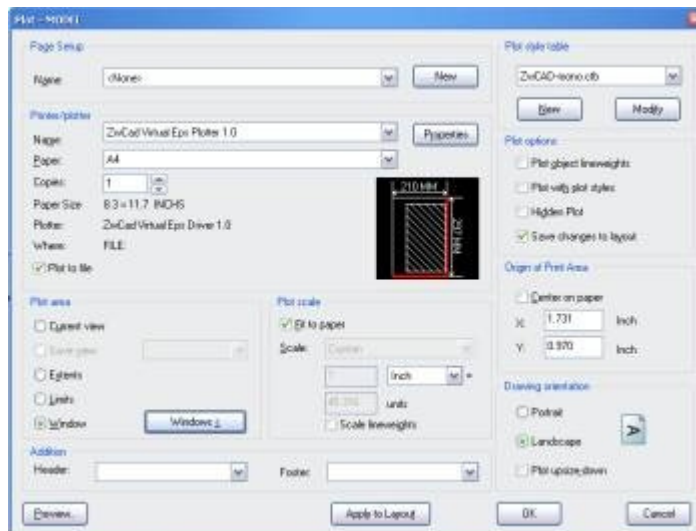 Plot - MODEL
Page Setup
Name: <None> New
Printer/plotter
Name: ZwCad Virtual Eps Plotter 1.0 Properties
Paper: A4
Copies: 1
Paper Size 8.3 × 11.7 INCHS
Plotter: ZwCad Virtual Eps Driver 1.0
Where: FILE
Plot to file
210 MM
297 MM
Plot area
Current view
Extents
Limits
Window Windows
Plot scale
Fit to paper
Scale: Custom
Inch =
units
Scale lineweights
Addition
Header: Footer:
Plot style table
ZwCAD-mono.ctb
New Modify
Plot options
Plot object lineweights
Plot with plot styles
Hidden Plot
Save changes to layout
Origin of Print Area
Center on paper
X: 1.731 Inch
Y: 0.970 Inch
Drawing orientation
Portrait
Landscape
A
Plot upside-down
Preview... Apply to Layout OK Cancel